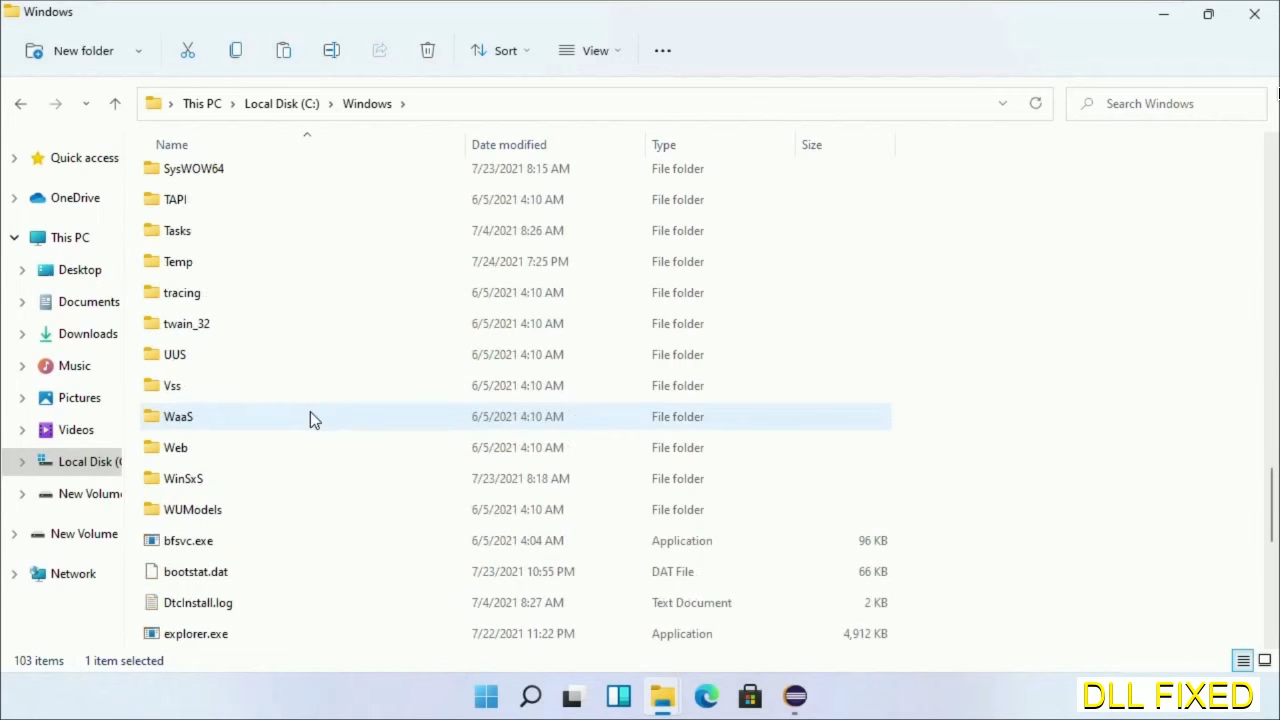 Windows
New folder
Sort
View
This PC
Local Disk (C:)
Windows
Search Windows
Name
Date modified
Type
Size
Quick access
OneDrive
This PC
Desktop
Documents
Downloads
Music
Pictures
Videos
Local Disk (
New Volum
New Volume
Network
SysWOW64 7/23/2021 8:15 AM File folder
TAPI 6/5/2021 4:10 AM File folder
Tasks 7/4/2021 8:26 AM File folder
Temp 7/24/2021 7:25 PM File folder
tracing 6/5/2021 4:10 AM File folder
twain_32 6/5/2021 4:10 AM File folder
UUS 6/5/2021 4:10 AM File folder
Vss 6/5/2021 4:10 AM File folder
WaaS 6/5/2021 4:10 AM File folder
Web 6/5/2021 4:10 AM File folder
WinSxS 7/23/2021 8:18 AM File folder
WUModels 6/5/2021 4:10 AM File folder
bfsvc.exe 6/5/2021 4:04 AM Application 96 KB
bootstat.dat 7/23/2021 10:55 PM DAT File 66 KB
DtcInstall.log 7/4/2021 8:27 AM Text Document 2 KB
explorer.exe 7/22/2021 11:22 PM Application 4,912 KB
103 items
1 item selected
DLL FIXED